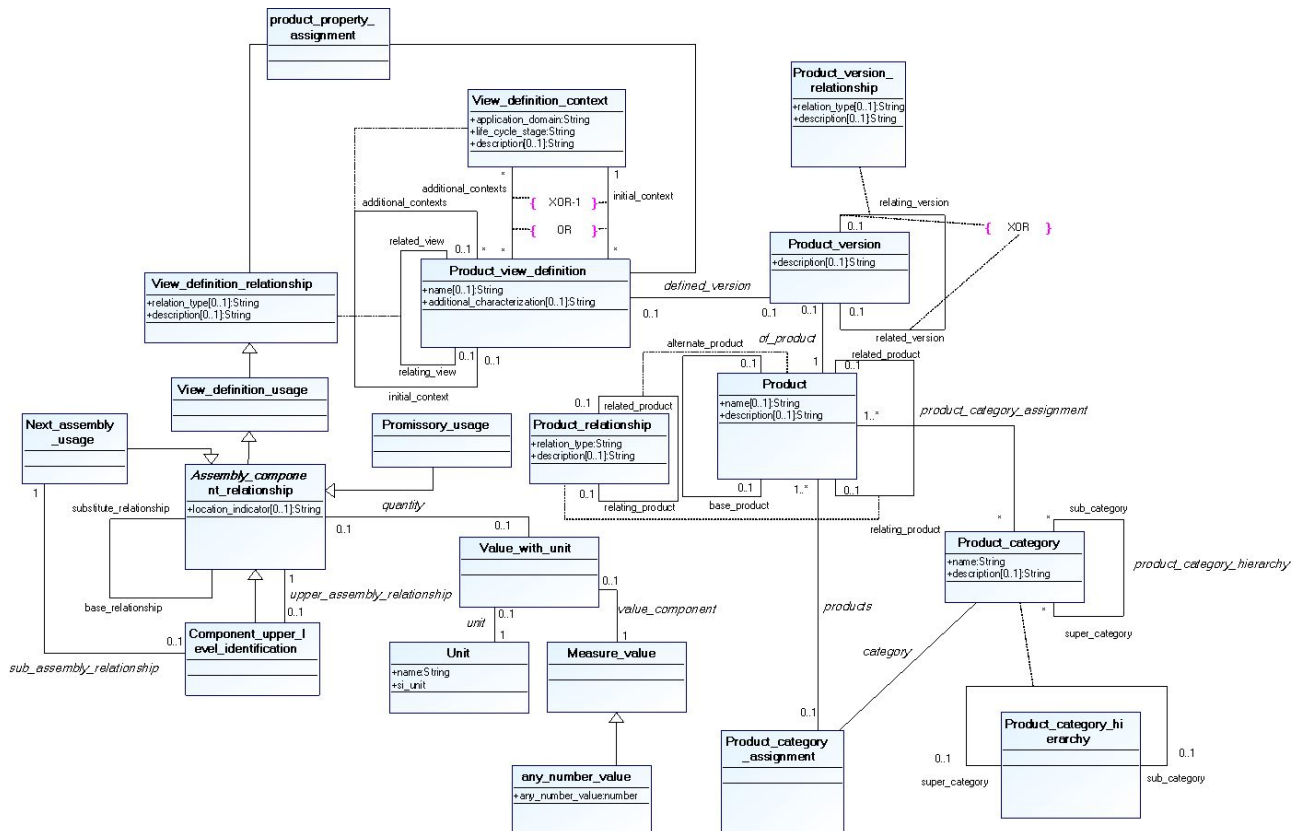 product_property_
assignment
View_definition_context
+application_domain:String
+life_cycle_stage:String
+description[0..1]:String
Product_version_
relationship
+relation_type[0..1]:String
+description[0..1]:String
*
1
additional_contexts
initial_context
{ XOR-1 }
{ OR }
additional_contexts
related_view
0..1
*
*
*
relating_version
0..1
{ XOR }
Product_version
+description[0..1]:String
0..1
0..1
related_version
View_definition_relationship
+relation_type[0..1]:String
+description[0..1]:String
Product_view_definition
+name[0..1]:String
+additional_characterization[0..1]:String
defined_version
0..1
0..1
0..1
0..1
relating_view
initial_context
of_product
1
alternate_product
0..1
0..1
related_product
Product
+name[0..1]:String
+description[0..1]:String
1..*
product_category_assignment
View_definition_usage
Next_assembly
_usage
Promissory_usage
0..1
related_product
Product_relationship
+relation_type:String
+description[0..1]:String
0..1
relating_product
0..1
base_product
1..*
0..1
relating_product
1
Assembly_compone
nt_relationship
+location_indicator[0..1]:String
substitute_relationship
base_relationship
quantity
0..1
0..1
Value_with_unit
0..1
0..1
value_component
unit
1
1
1
upper_assembly_relationship
0..1
Component_upper_l
evel_identification
0..1
sub_assembly_relationship
Unit
+name:String
+si_unit
Measure_value
any_number_value
+any_number_value:number
products
category
0..1
*
*
sub_category
Product_category
+name:String
+description[0..1]:String
product_category_hierarchy
*
super_category
Product_category
_assignment
Product_category_hi
erarchy
0..1
super_category
0..1
sub_category